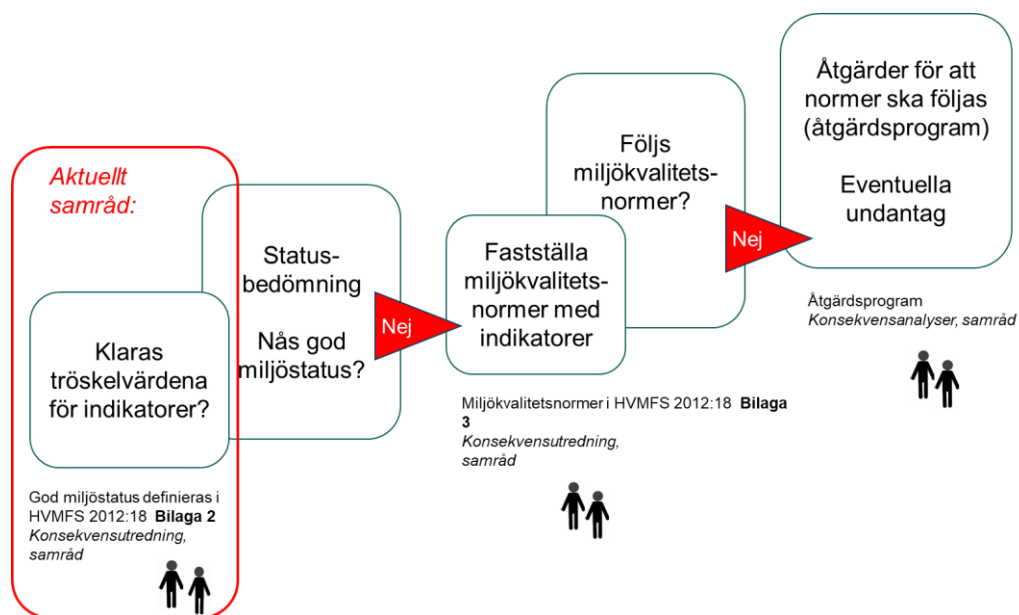 Aktuellt
samråd:
Klaras
tröskelvärdena
för indikatorer?
God miljöstatus definieras i
HVMFS 2012:18 Bilaga 2
Konsekvensutredning,
samråd
Status-
bedömning
Nås god
miljöstatus?
Nej
Fastställa
miljökvalitets-
normer med
indikatorer
Miljökvalitetsnormer i HVMFS 2012:18 Bilaga
3
Konsekvensutredning,
samråd
Följs
miljökvalitets-
normer?
Nej
Åtgärder för att
normer ska följas
(åtgärdsprogram)
Eventuella
undantag
Åtgärdsprogram
Konsekvensanalyser, samråd